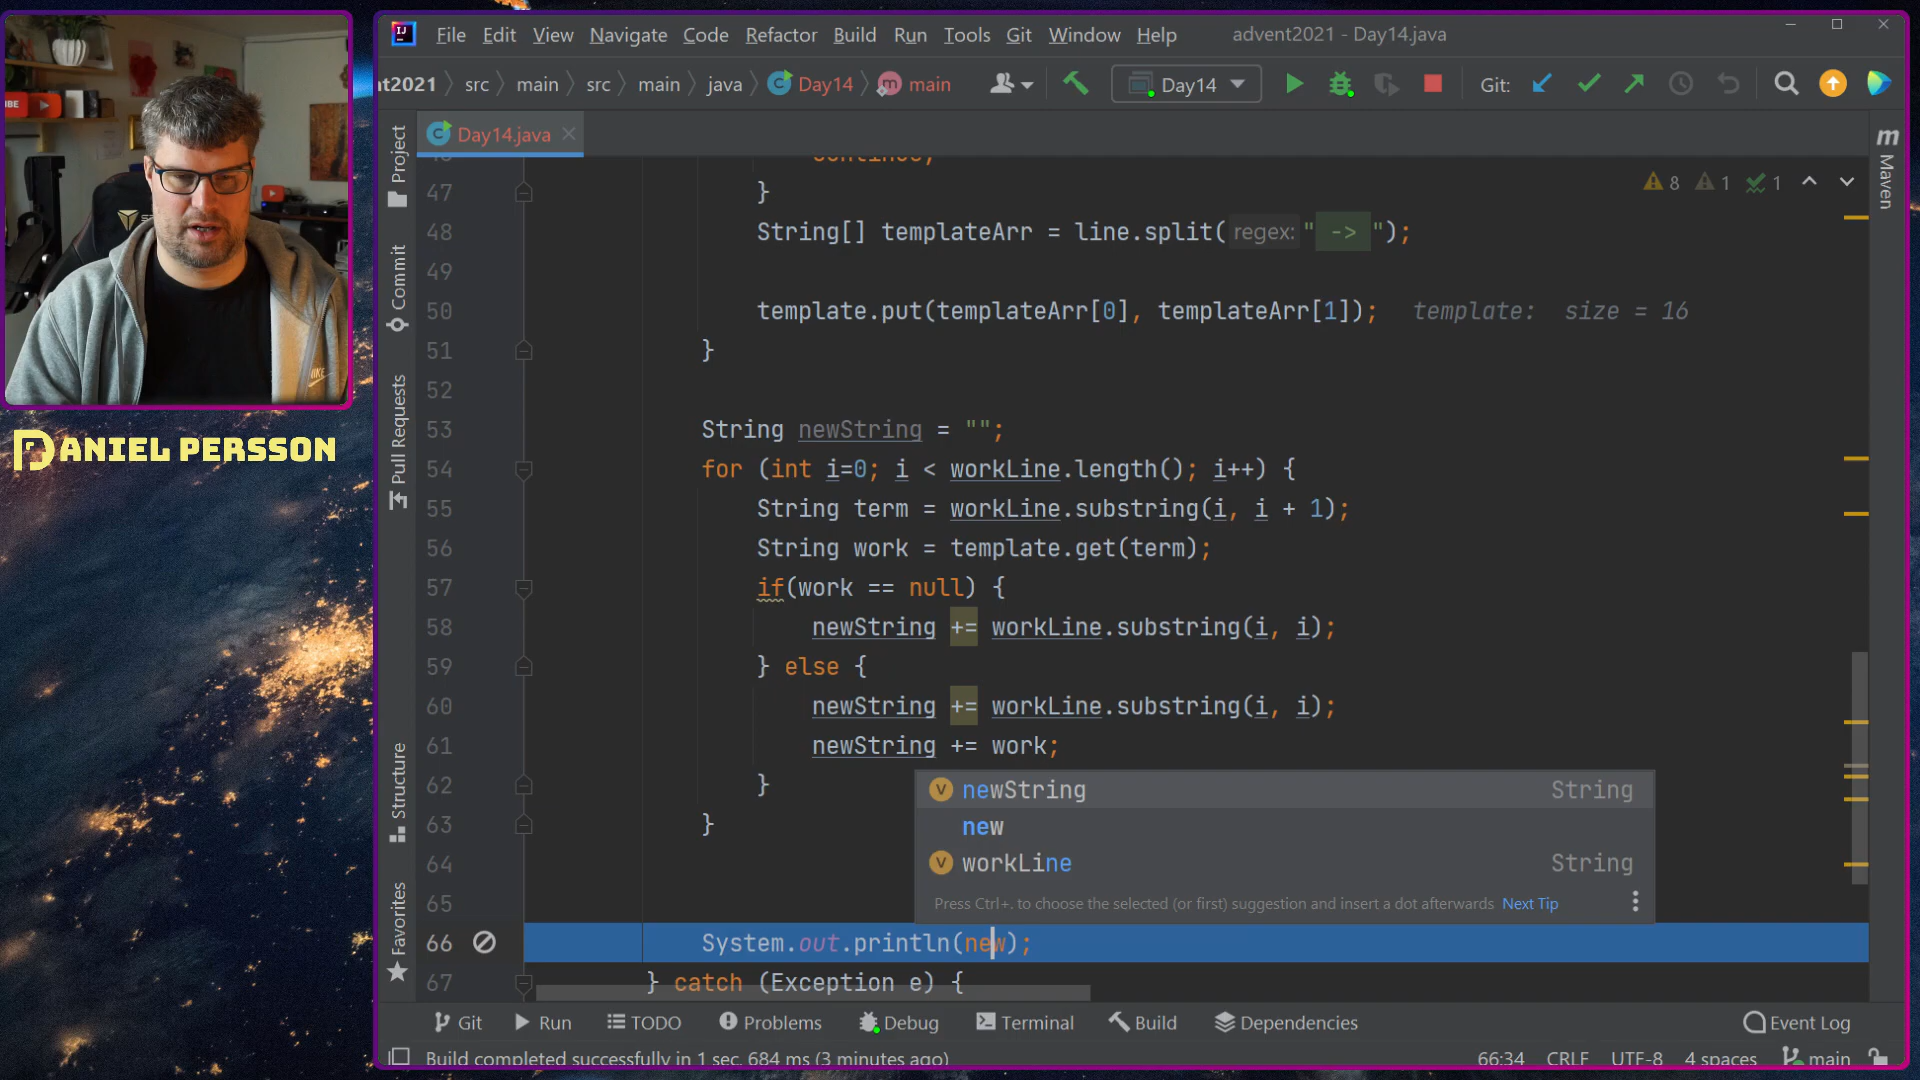 File Edit View Navigate Code Refactor Build Run Tools Git Window Help advent2021 - Day14.java
t2021 src main src main java Day14 main Day14 Git:
Day14.java
Project
Commit
Pull Requests
Structure
Favorites
Maven
8 1 1
DANIEL PERSSON
47 }
48 String[] templateArr = line.split( regex: " -> ");
49
50 template.put(templateArr[0], templateArr[1]); template: size = 16
51 }
52
53 String newString = "";
54 for (int i=0; i < workLine.length(); i++) {
55 String term = workLine.substring(i, i + 1);
56 String work = template.get(term);
57 if(work == null) {
58 newString += workLine.substring(i, i);
59 } else {
60 newString += workLine.substring(i, i);
61 newString += work;
62 }
63 }
64
65
66 System.out.println(new);
67 } catch (Exception e) {
newString String
new
workLine String
Press Ctrl+. to choose the selected (or first) suggestion and insert a dot afterwards Next Tip
Git Run TODO Problems Debug Terminal Build Dependencies Event Log
Build completed successfully in 1 sec, 684 ms (3 minutes ago) 66:34 CRLF UTF-8 4 spaces main